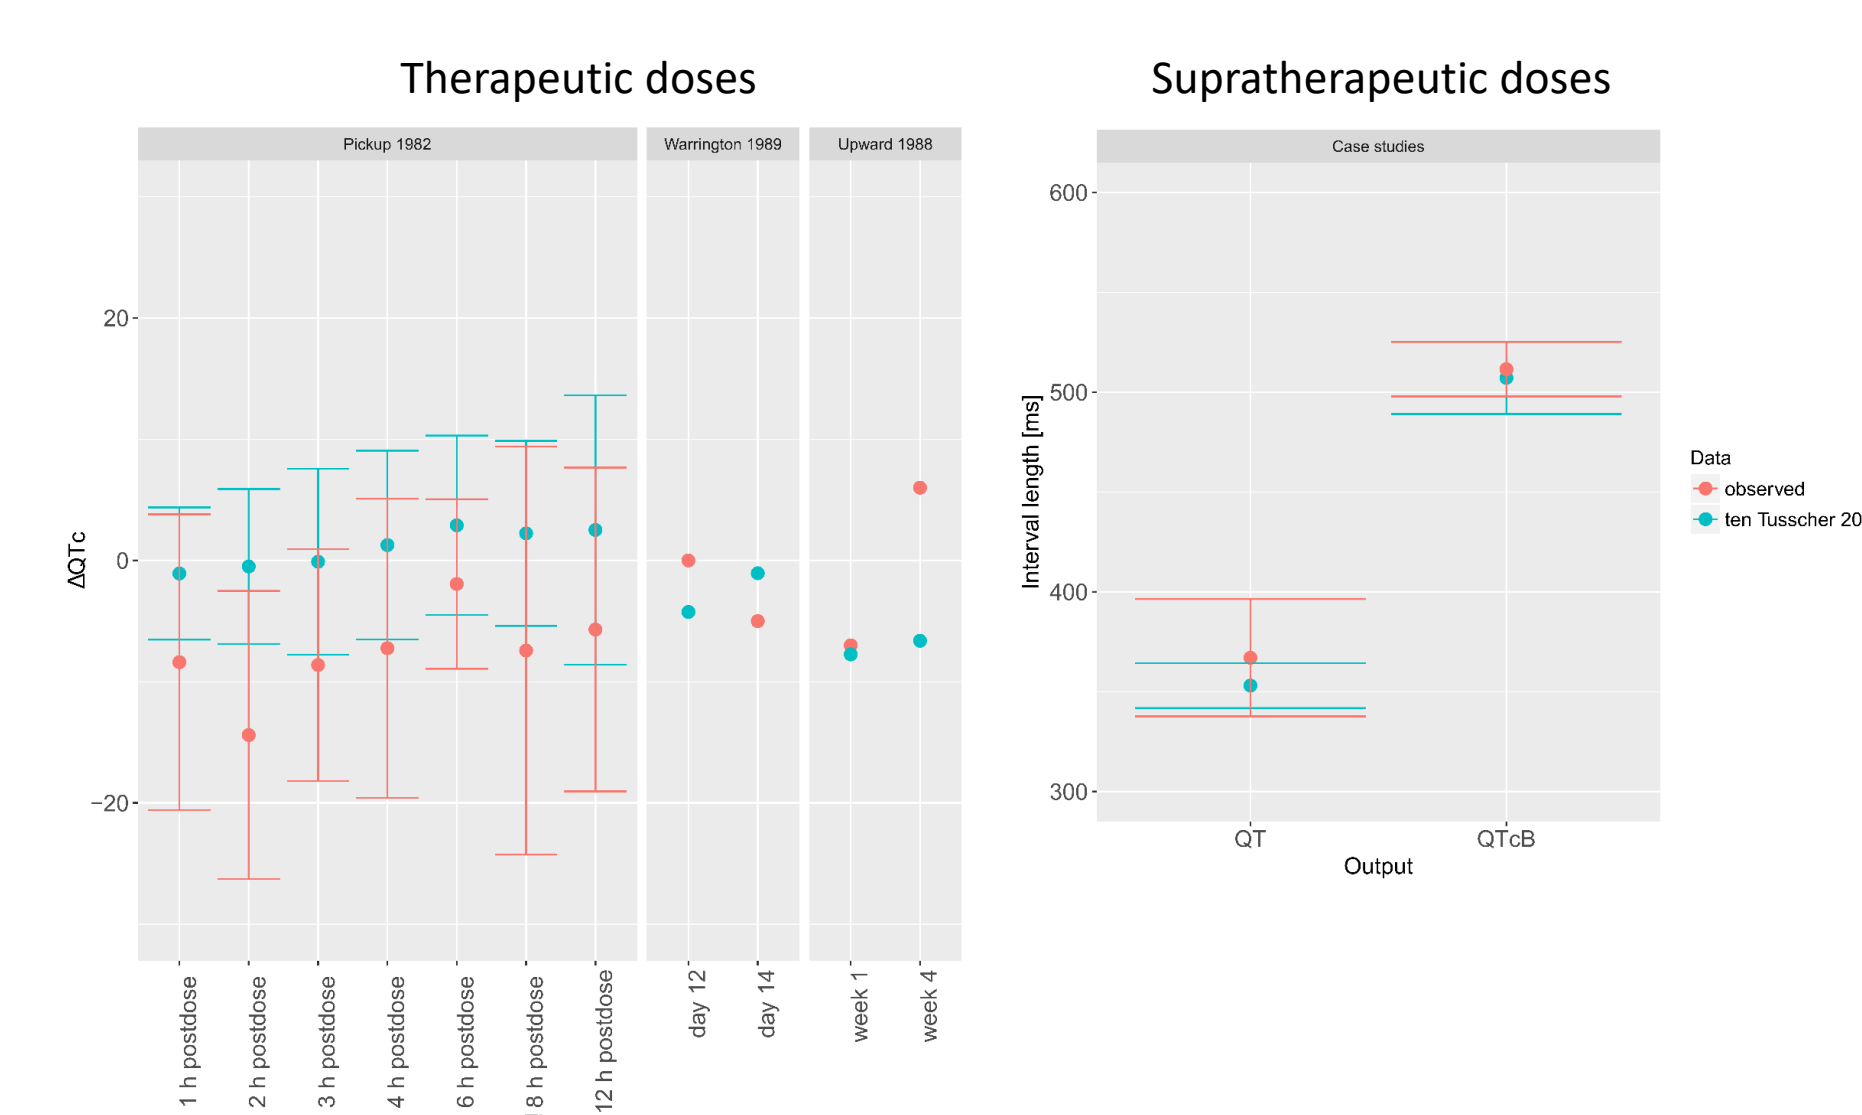 Therapeutic doses
Supratherapeutic doses
Pickup 1982
Warrington 1989
Upward 1988
Case studies
ΔQTc
20
0
−20
1 h postdose
2 h postdose
3 h postdose
4 h postdose
6 h postdose
8 h postdose
12 h postdose
day 12
day 14
week 1
week 4
Interval length [ms]
600
500
400
300
QT
QTcB
Output
Data
observed
ten Tusscher 20